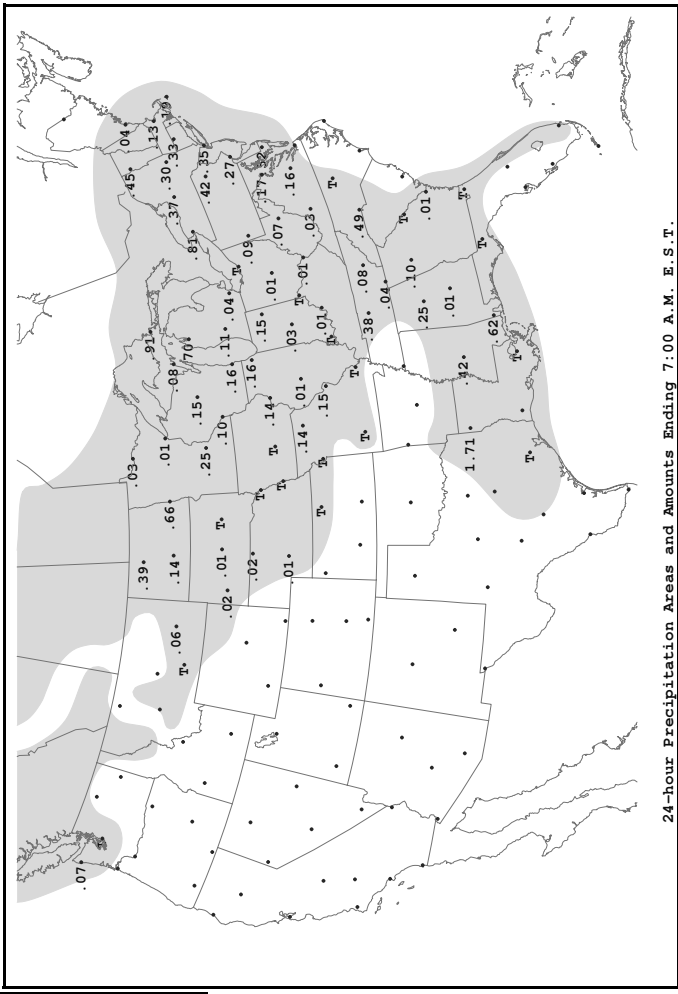 .07
.04
.03 .45
.39
.91 .13
.01 .30 .19
.66
.08 .37 .33
.06 .14
T
.70
.81
.15
.35
.25 .42
.01 T .10
.02 .11 .04 .27
.16
T
.09
.02 .16
T .15 .17
.14 .01
T .07
T
.01 .03 .16
T
.14 .01 .01
.03
T .01
T .15
T T
T
.49
T .08
.38
.04
T
.10
.25 .01
.01
.42 T
1.71
T
.62
T
T
24-hour Precipitation Areas and Amounts Ending 7:00 A.M. E.S.T.